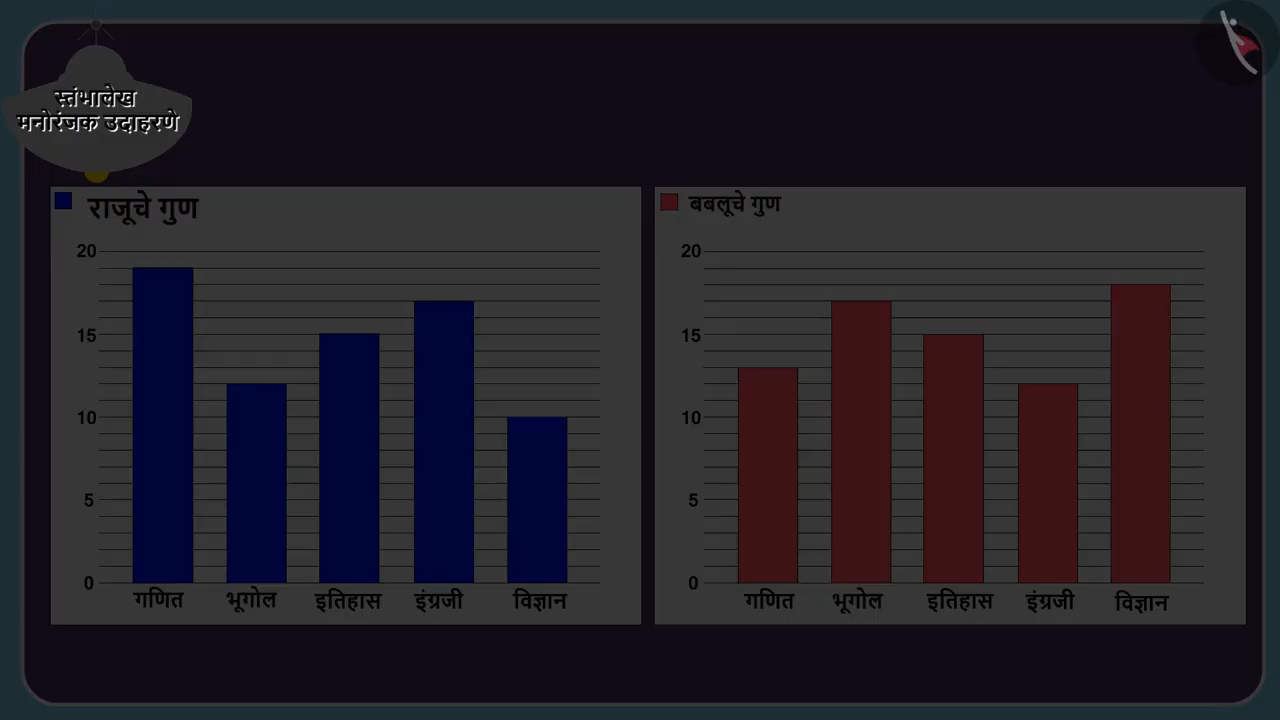 स्तंभालेख
मनोरंजक उदाहरणे
राजूचे गुण
20
15
10
5
0
गणित भूगोल इतिहास इंग्रजी विज्ञान
बबलूचे गुण
20
15
10
5
0
गणित भूगोल इतिहास इंग्रजी विज्ञान